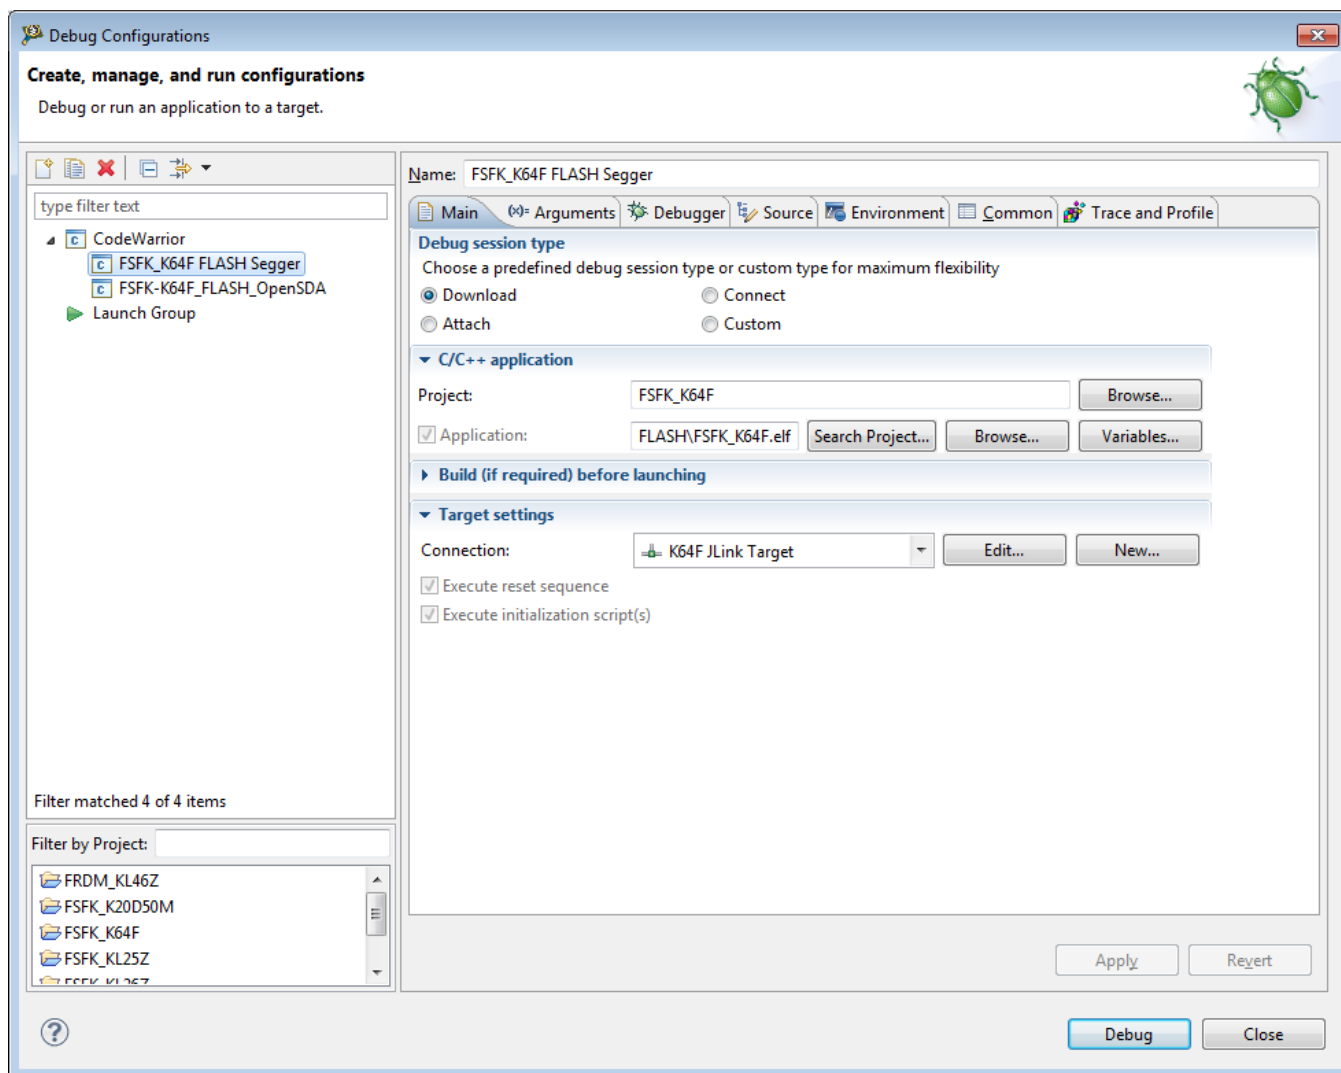 Debug Configurations
Create, manage, and run configurations
Debug or run an application to a target.
type filter text
CodeWarrior
FSFK_K64F FLASH Segger
FSFK-K64F_FLASH_OpenSDA
Launch Group
Filter matched 4 of 4 items
Filter by Project:
FRDM_KL46Z
FSFK_K20D50M
FSFK_K64F
FSFK_KL25Z
Name: FSFK_K64F FLASH Segger
Main (x)= Arguments Debugger Source Environment Common Trace and Profile
Debug session type
Choose a predefined debug session type or custom type for maximum flexibility
Download Connect
Attach Custom
C/C++ application
Project: FSFK_K64F Browse...
Application: FLASH\FSFK_K64F.elf Search Project... Browse... Variables...
Build (if required) before launching
Target settings
Connection: K64F JLink Target Edit... New...
Execute reset sequence
Execute initialization script(s)
Apply Revert
Debug Close